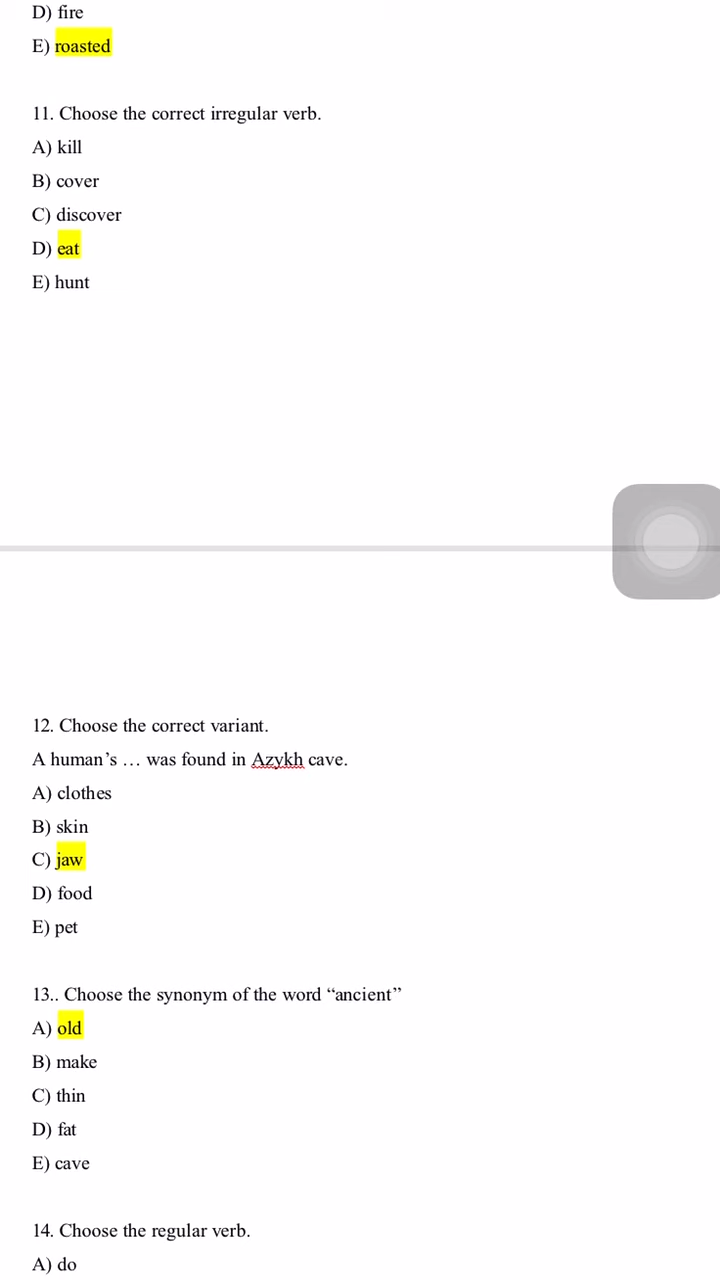 D) fire
E) roasted
11. Choose the correct irregular verb.
A) kill
B) cover
C) discover
D) eat
E) hunt
12. Choose the correct variant.
A human’s … was found in Azykh cave.
A) clothes
B) skin
C) jaw
D) food
E) pet
13.. Choose the synonym of the word “ancient”
A) old
B) make
C) thin
D) fat
E) cave
14. Choose the regular verb.
A) do